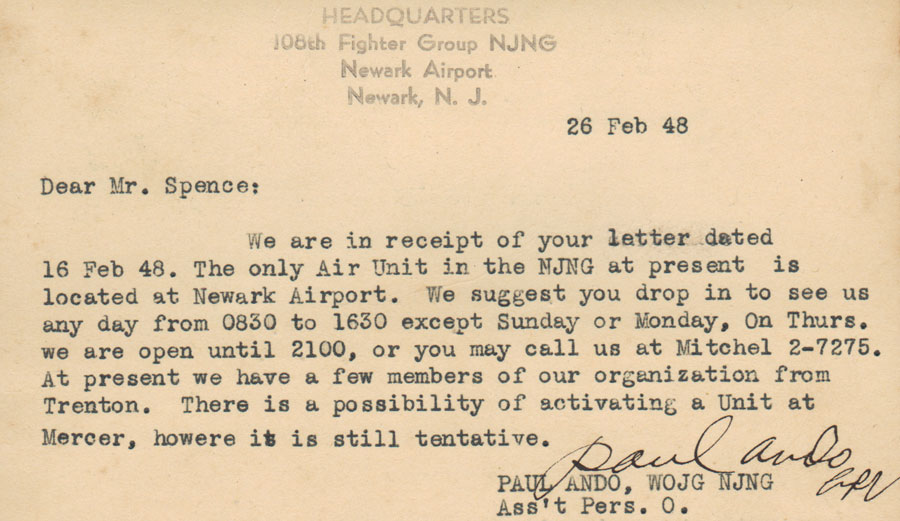 HEADQUARTERS
108th Fighter Group NJNG
Newark Airport
Newark, N. J.
26 Feb 48
Dear Mr. Spence:
We are in receipt of your letter dated
16 Feb 48. The only Air Unit in the NJNG at present is
located at Newark Airport. We suggest you drop in to see us
any day from 0830 to 1630 except Sunday or Monday, On Thurs.
we are open until 2100, or you may call us at Mitchel 2-7275.
At present we have a few members of our organization from
Trenton. There is a possibility of activating a Unit at
Mercer, howere it is still tentative.
Paul Ando
PAUL ANDO, WOJG NJNG
Ass't Pers. O.